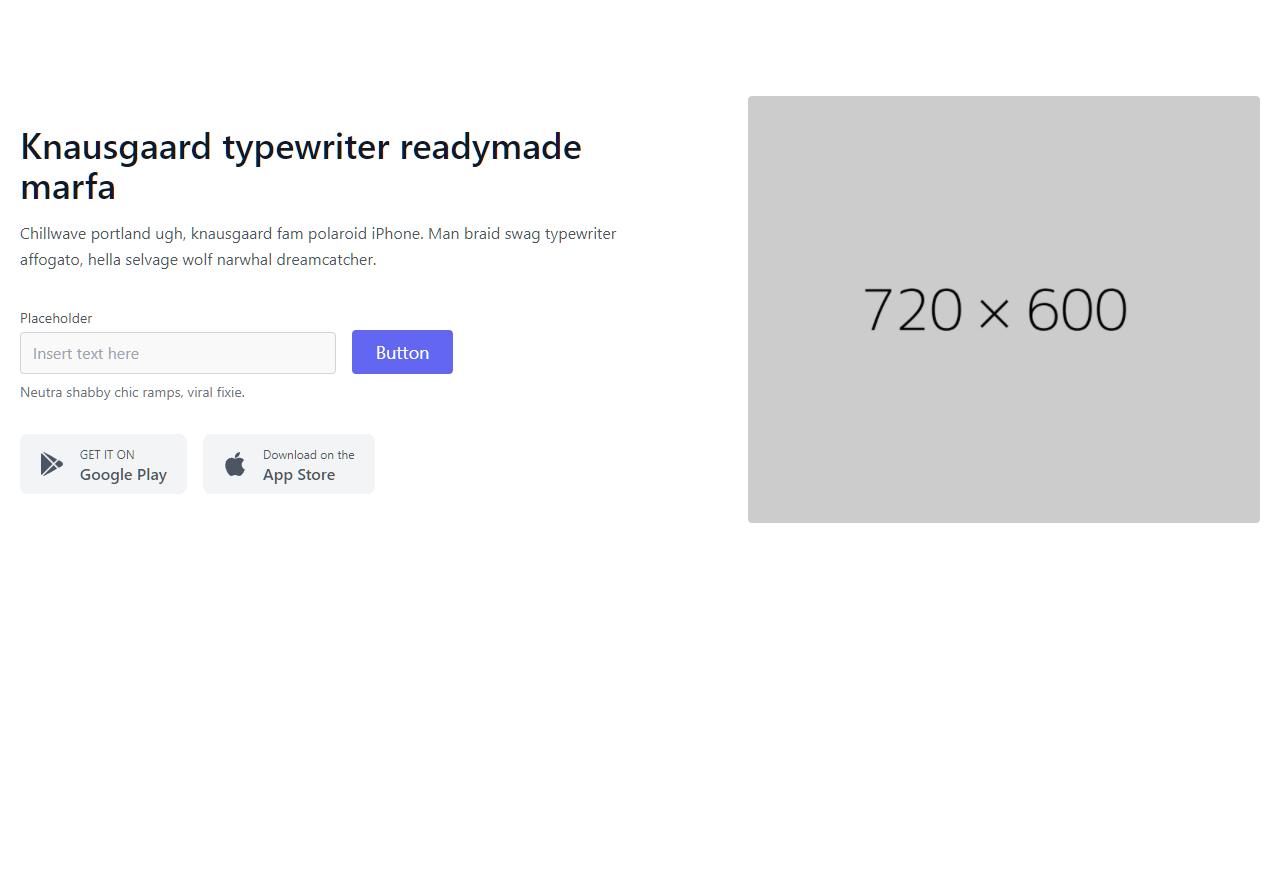 Knausgaard typewriter readymade
marfa
Chillwave portland ugh, knausgaard fam polaroid iPhone. Man braid swag typewriter
affogato, hella selvage wolf narwhal dreamcatcher.
Placeholder
Insert text here
Button
Neutra shabby chic ramps, viral fixie.
GET IT ON
Google Play
Download on the
App Store
720 × 600